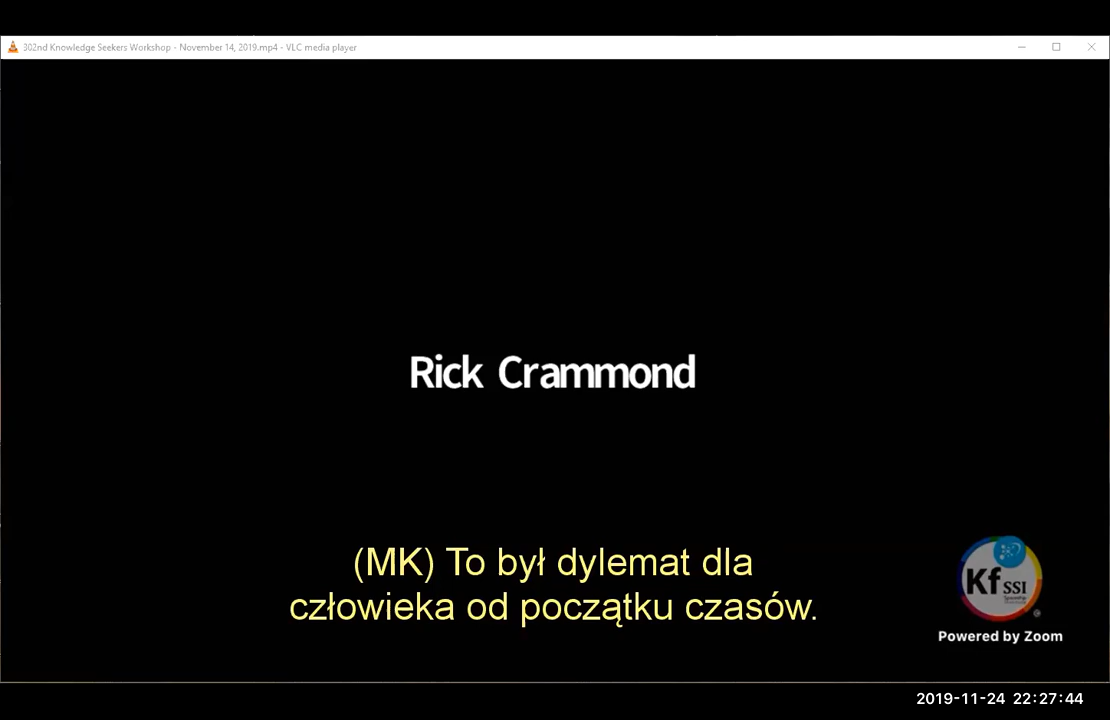 302nd Knowledge Seekers Workshop - November 14, 2019.mp4 - VLC media player
Rick Crammond
(MK) To był dylemat dla
człowieka od początku czasów.
Kf SSI
Spaceship
Powered by Zoom
2019-11-24 22:27:44